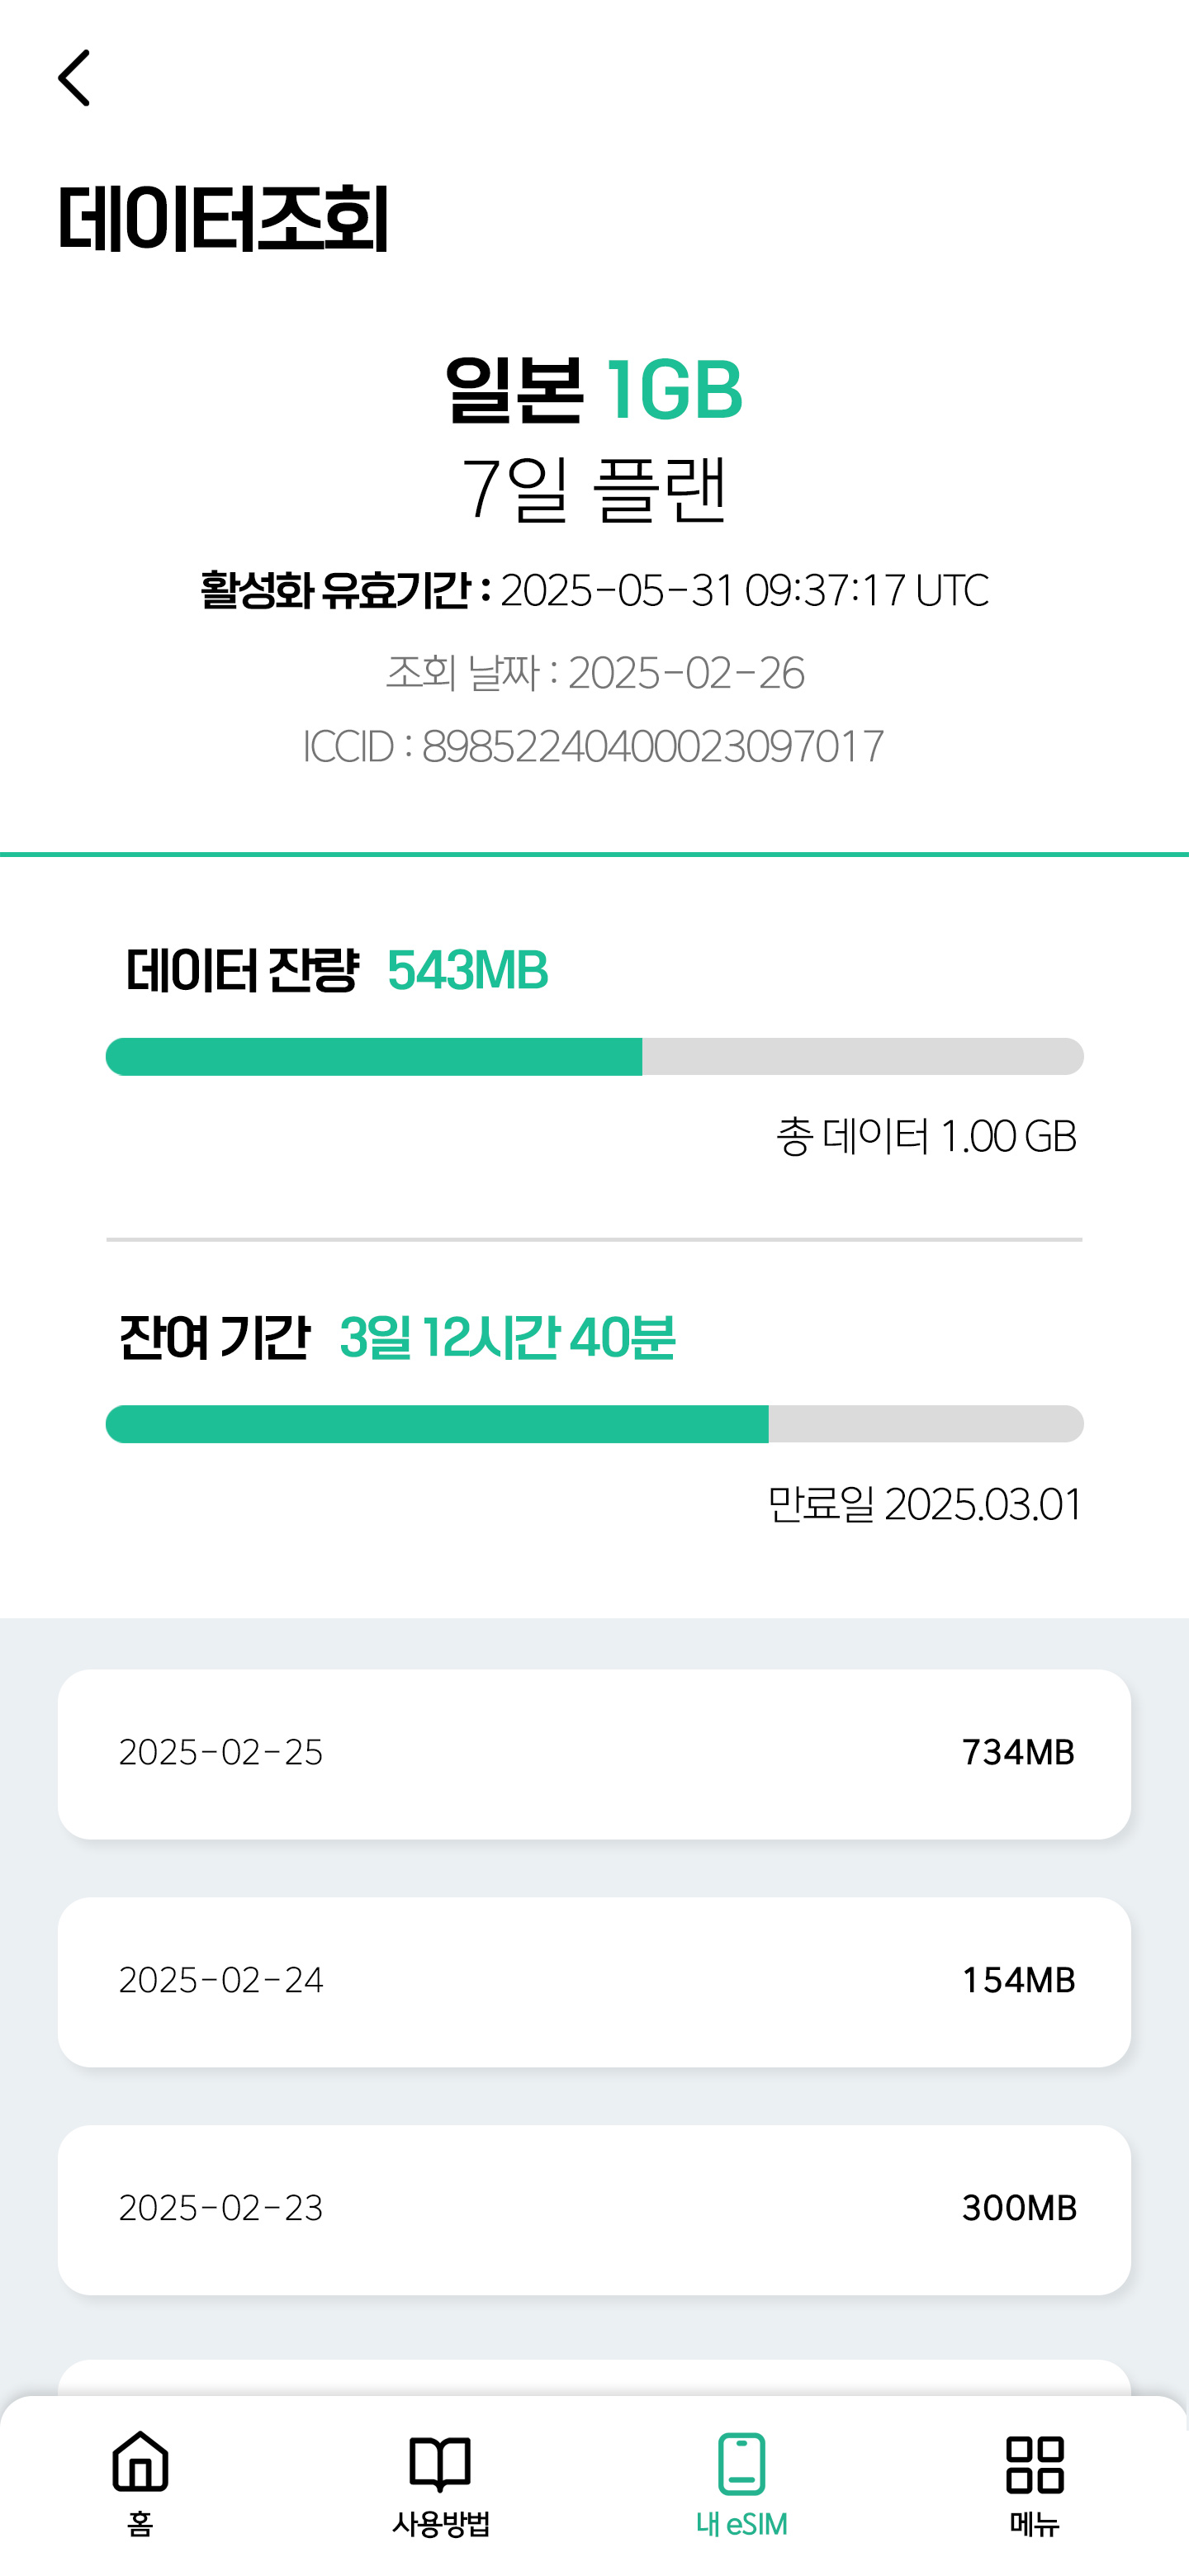 데이터조회
일본 1GB
7일 플랜
활성화 유효기간 : 2025-05-31 09:37:17 UTC
조회 날짜 : 2025-02-26
ICCID : 89852240400023097017
데이터 잔량 543MB
총 데이터 1.00 GB
잔여 기간 3일 12시간 40분
만료일 2025.03.01
2025-02-25 734MB
2025-02-24 154MB
2025-02-23 300MB
홈 사용방법 내 eSIM 메뉴